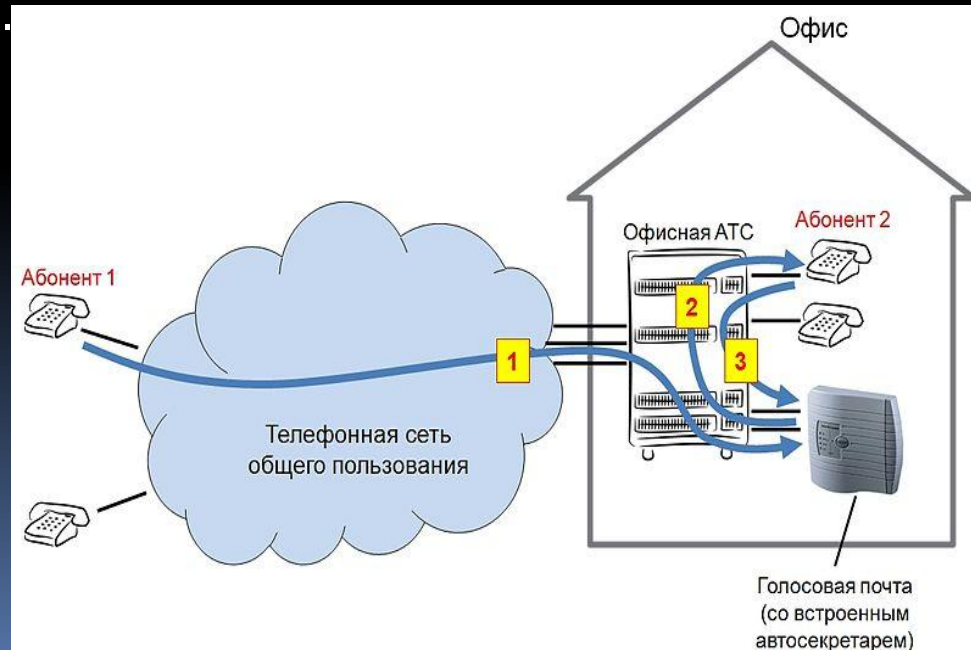 .
Офис
Абонент 2
Офисная АТС
Абонент 1
2
1
3
Телефонная сеть
общего пользования
Голосовая почта
(со встроенным
автосекретарем)